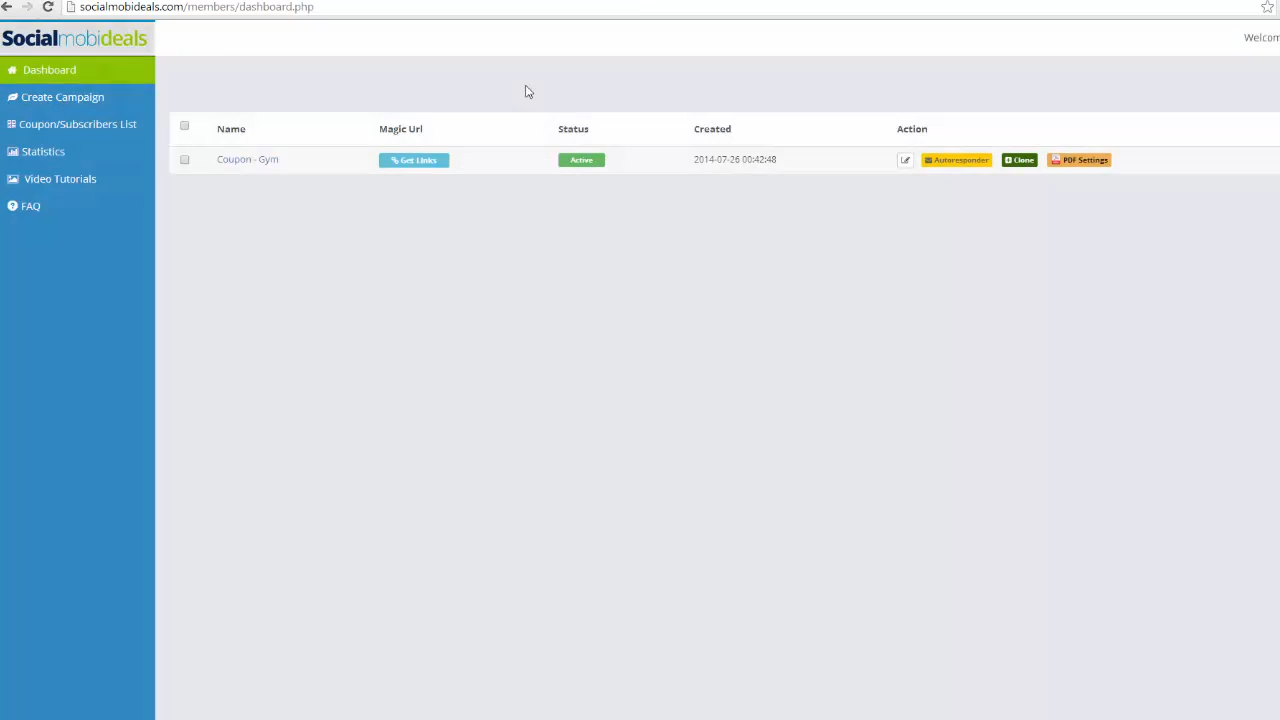 socialmobideals.com/members/dashboard.php
Socialmobideals
Welcom
Dashboard
Create Campaign
Coupon/Subscribers List
Statistics
Video Tutorials
FAQ
Name Magic Url Status Created Action
Coupon - Gym Get Links Active 2014-07-26 00:42:48 Autoresponder Clone PDF Settings